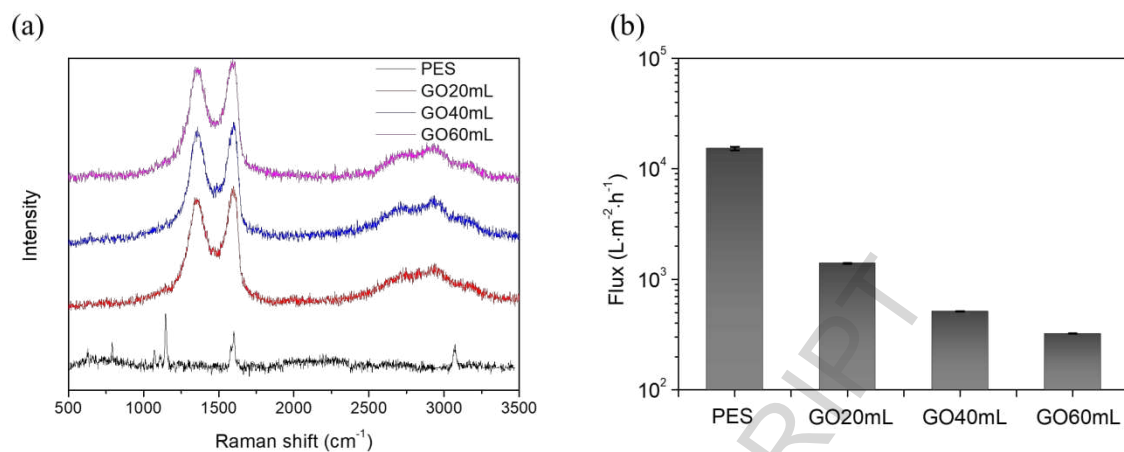 (a)
PES
GO20mL
GO40mL
GO60mL
Intensity
500 1000 1500 2000 2500 3000 3500
Raman shift (cm⁻¹)
(b)
10⁵
10⁴
10³
10²
Flux (L·m⁻²·h⁻¹)
PES GO20mL GO40mL GO60mL
RIPT